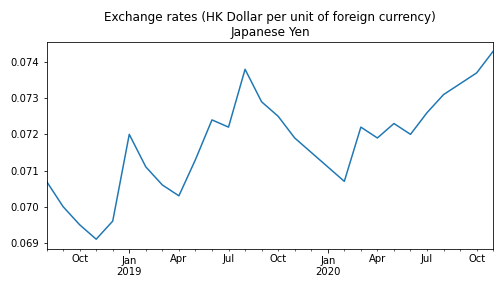 Exchange rates (HK Dollar per unit of foreign currency)
Japanese Yen
0.074
0.073
0.072
0.071
0.070
0.069
Oct Jan Apr Jul Oct Jan Apr Jul Oct
2019 2020